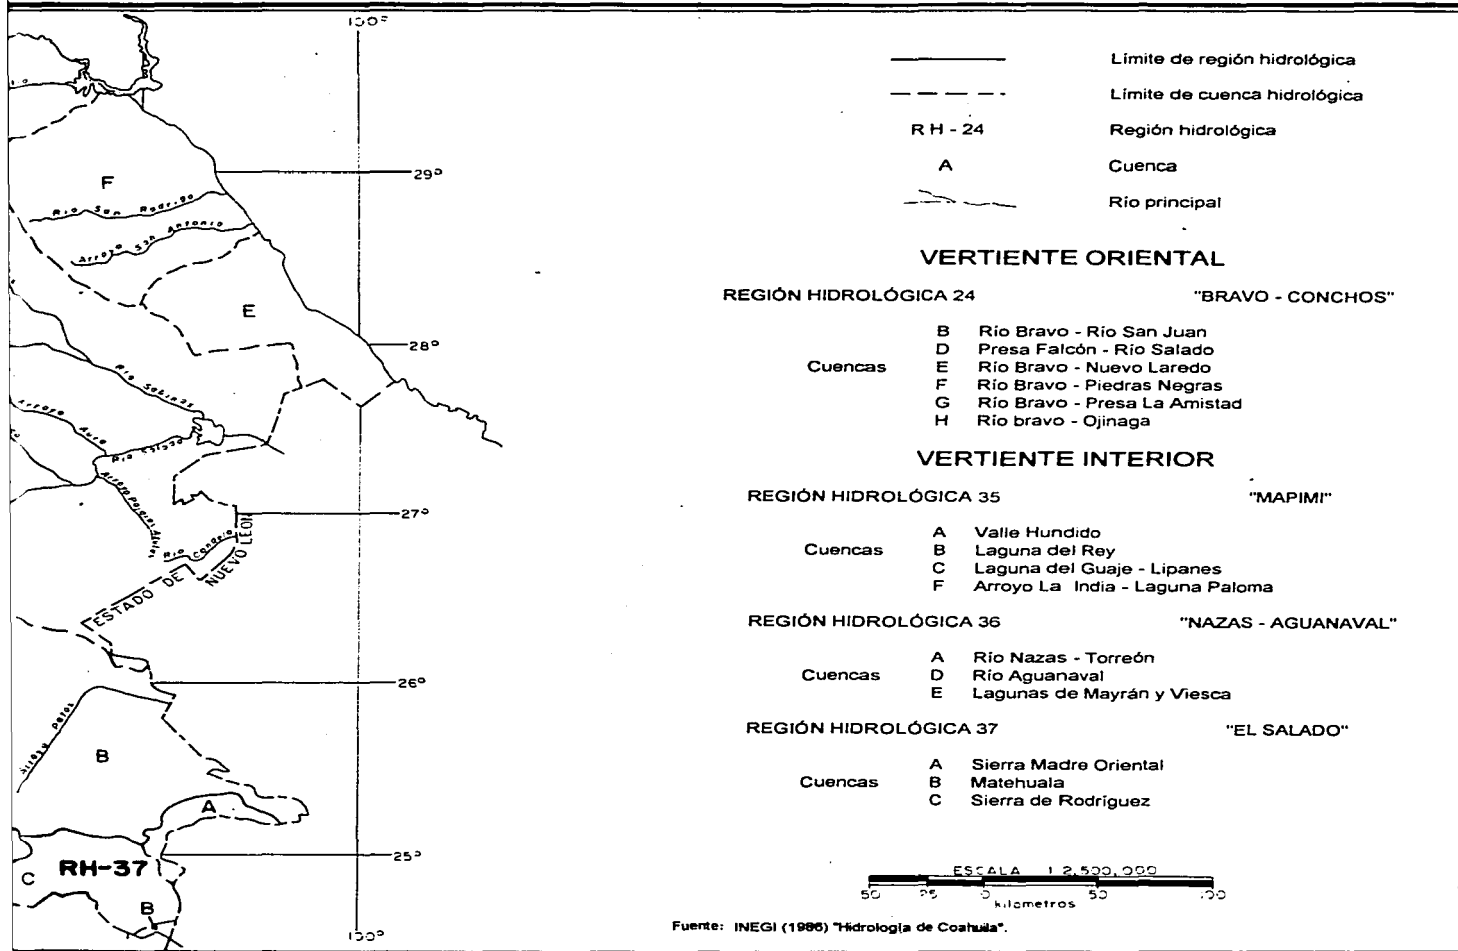 100°
F
29°
Río San Rodrigo
Arroyo San Antonio
E
28°
Río Sabinas
Arroyo Aura
Río Salado
27°
Río Candela
ESTADO DE NUEVO LEON
26°
Arroyo Patos
B
A
25°
RH-37
C
B
100°
Límite de región hidrológica
Límite de cuenca hidrológica
RH - 24 Región hidrológica
A Cuenca
Río principal
VERTIENTE ORIENTAL
REGIÓN HIDROLÓGICA 24 "BRAVO - CONCHOS"
Cuencas
B Río Bravo - Río San Juan
D Presa Falcón - Río Salado
E Río Bravo - Nuevo Laredo
F Río Bravo - Piedras Negras
G Río Bravo - Presa La Amistad
H Río bravo - Ojinaga
VERTIENTE INTERIOR
REGIÓN HIDROLÓGICA 35 "MAPIMI"
Cuencas
A Valle Hundido
B Laguna del Rey
C Laguna del Guaje - Lipanes
F Arroyo La India - Laguna Paloma
REGIÓN HIDROLÓGICA 36 "NAZAS - AGUANAVAL"
Cuencas
A Río Nazas - Torreón
D Río Aguanaval
E Lagunas de Mayrán y Viesca
REGIÓN HIDROLÓGICA 37 "EL SALADO"
Cuencas
A Sierra Madre Oriental
B Matehuala
C Sierra de Rodríguez
ESCALA 1 2,500,000
50 25 0 50 100
kilometros
Fuente: INEGI (1986) "Hidrología de Coahuila".